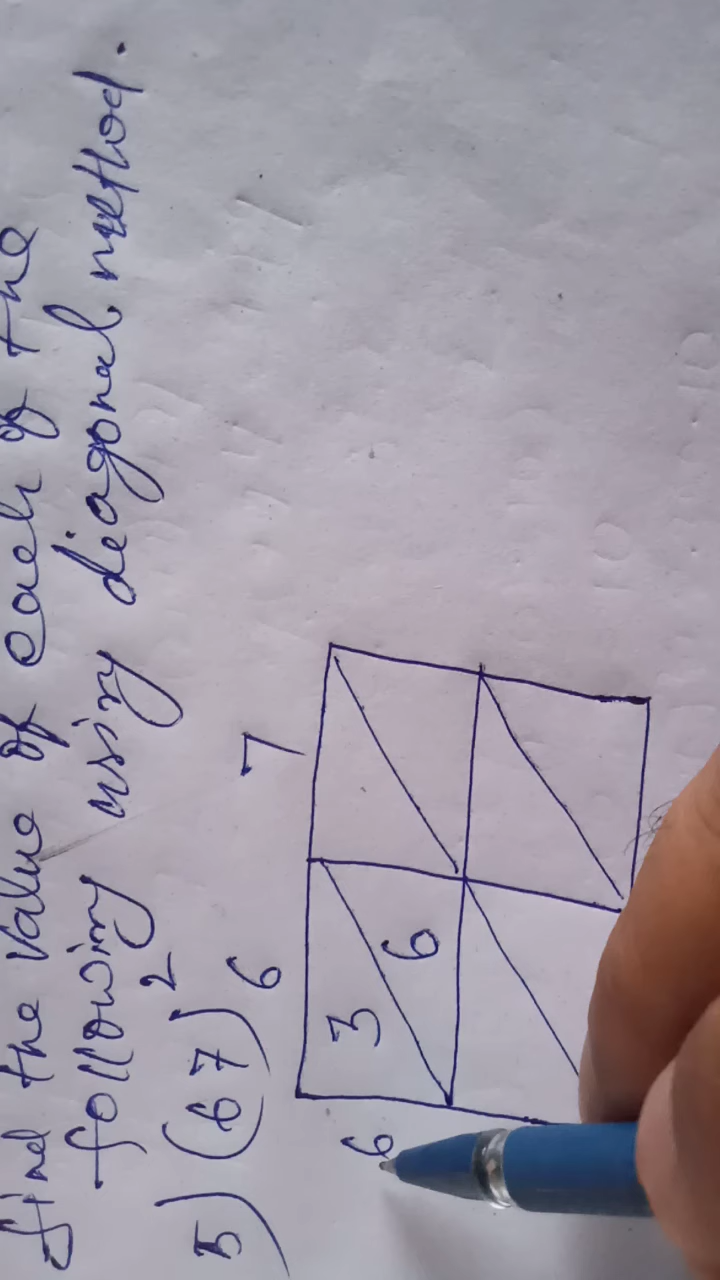 find the value of each of the
following using diagonal method.
5) (67)²
6 7
6 3 6